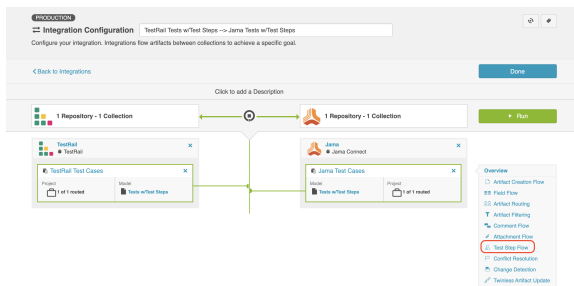 PRODUCTION
Integration Configuration
TestRail Tests w/Test Steps --> Jama Tests w/Test Steps
Configure your integration. Integrations flow artifacts between collections to achieve a specific goal.
Back to Integrations
Done
Click to add a Description
1 Repository - 1 Collection
1 Repository - 1 Collection
Run
TestRail
TestRail
×
TestRail Test Cases
×
Project
1 of 1 routed
Model
Tests w/Test Steps
Jama
Jama Connect
×
Jama Test Cases
×
Model
Tests w/Test Steps
Project
1 of 1 routed
Overview
Artifact Creation Flow
Field Flow
Artifact Routing
Artifact Filtering
Comment Flow
Attachment Flow
Test Step Flow
Conflict Resolution
Change Detection
Twinless Artifact Update